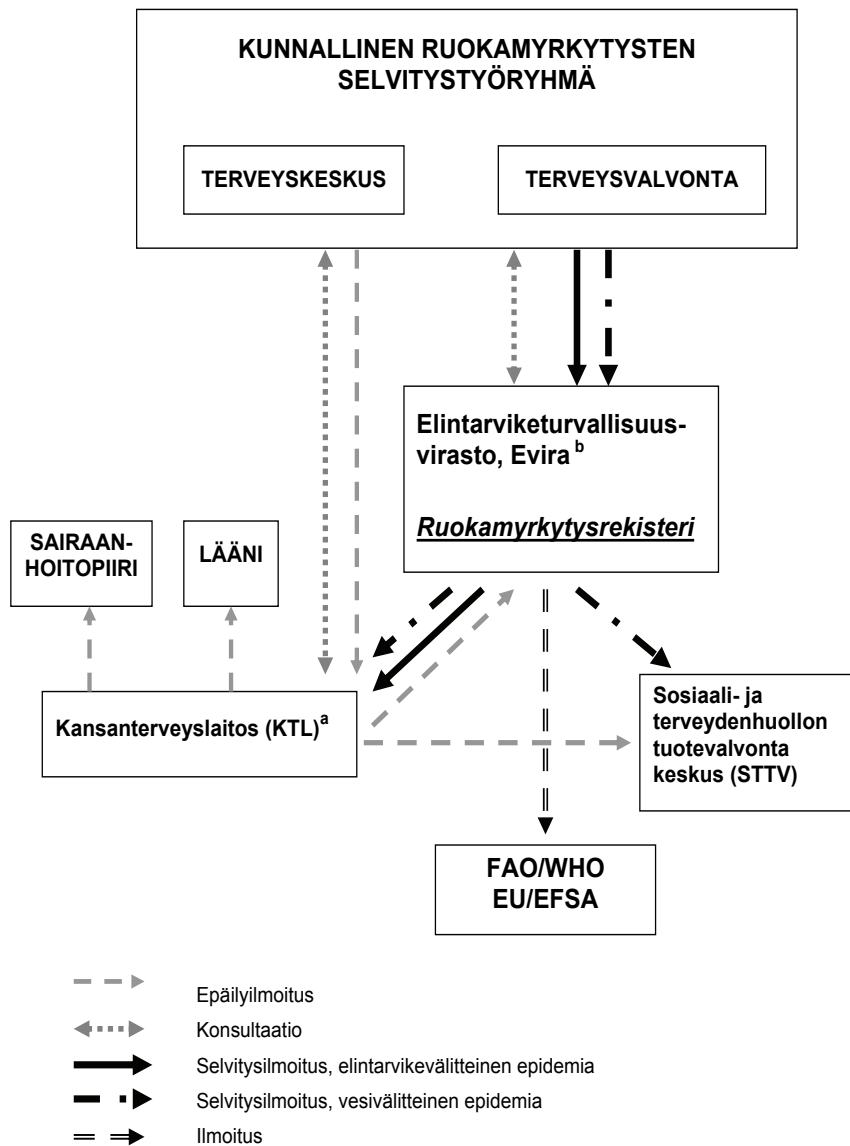 KUNNALLINEN RUOKAMYRKYTYSTEN
SELVITYSTYÖRYHMÄ
TERVEYSKESKUS
TERVEYSVALVONTA
Elintarviketurvallisuus-
virasto, Evira b
Ruokamyrkytysrekisteri
SAIRAAN-
HOITOPIIRI
LÄÄNI
Kansanterveyslaitos (KTL)a
Sosiaali- ja
terveydenhuollon
tuotevalvonta
keskus (STTV)
FAO/WHO
EU/EFSA
Epäilyilmoitus
Konsultaatio
Selvitysilmoitus, elintarvikevälitteinen epidemia
Selvitysilmoitus, vesivälitteinen epidemia
Ilmoitus